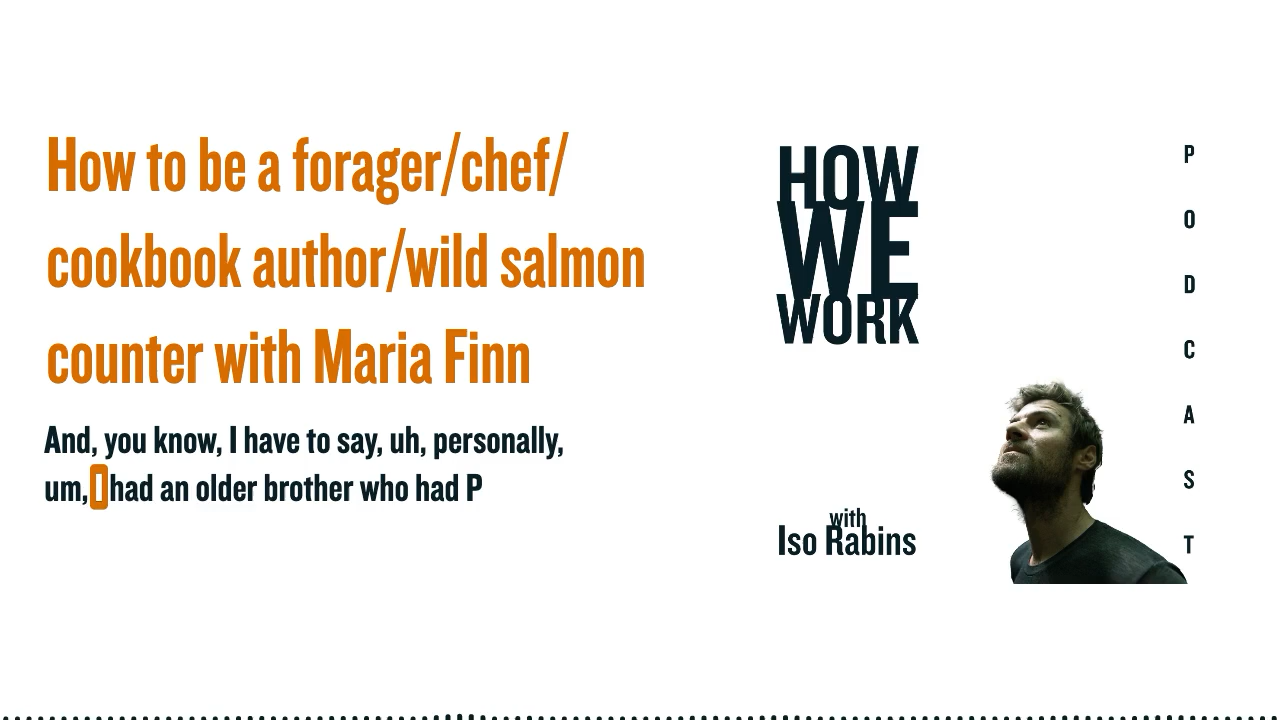 How to be a forager/chef/
cookbook author/wild salmon
counter with Maria Finn
And, you know, I have to say, uh, personally,
um, I had an older brother who had P
HOW
WE
WORK
with
Iso Rabins
PODCAST